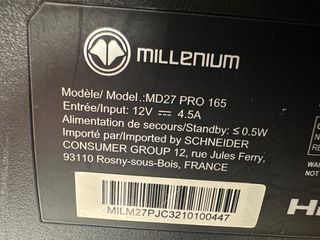 MILLENIUM
Modèle/ Model.:MD27 PRO 165
Entrée/Input: 12V ⎓ 4.5A
Alimentation de secours/Standby: ≤ 0.5W
Importé par/Imported by SCHNEIDER
CONSUMER GROUP 12, rue Jules Ferry,
93110 Rosny-sous-Bois, FRANCE
MILM27PJC3210100447